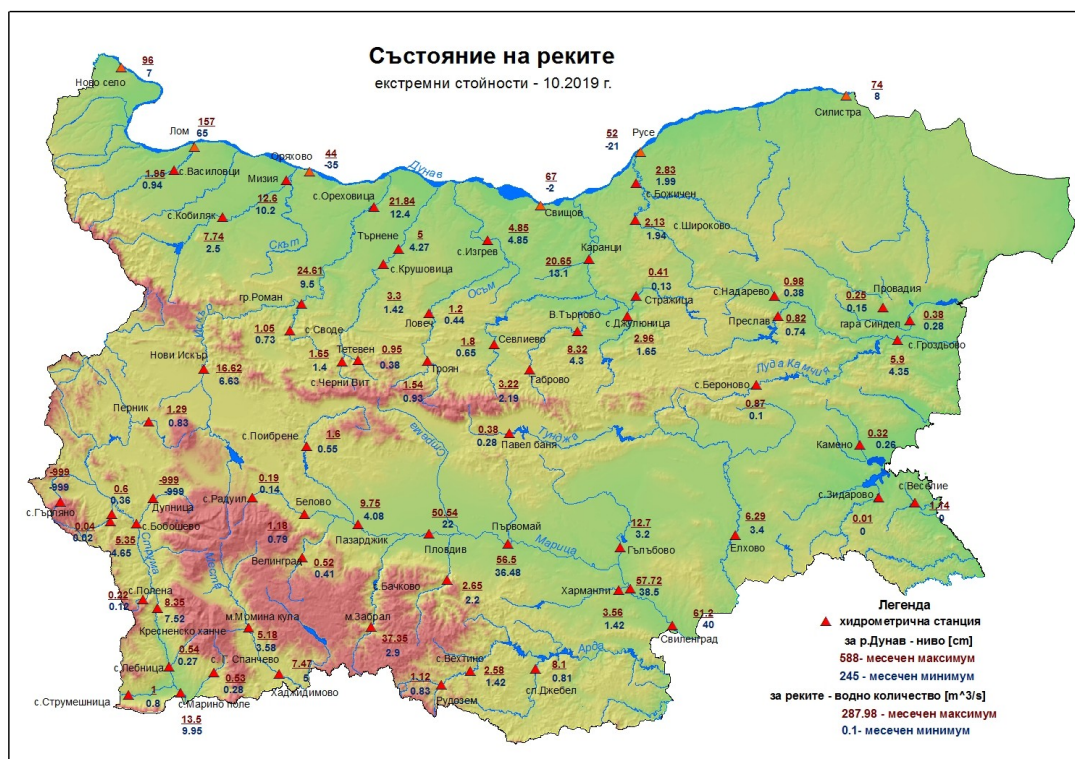 Състояние на реките
екстремни стойности - 10.2019 г.
96
7
Ново село
74
8
Силистра
Лом
157
65
52
Русе
-21
44
Оряхово
-35
Дунав
1.95
с.Василовци
0.94
Мизия
2.83
с.Божичен
1.99
67
-2
Свищов
12.6
10.2
с.Ореховица
21.84
12.4
с.Кобиляк
7.74
2.5
Скът
Търнене
5
4.27
с.Изгрев
4.85
4.85
2.13
с.Широково
1.94
Каранци
20.65
13.1
с.Крушовица
24.61
9.5
гр.Роман
3.3
1.42
Осъм
1.2
0.44
Ловеч
0.41
0.13
Стражица
с.Надарево
0.98
0.38
Провадия
0.25
0.15
Искър
1.05
0.73
с.Своде
В.Търново
с.Джулюница
Преслав
0.82
0.74
гара Синдел
0.38
0.28
с.Гроздьово
Нови Искър
16.62
6.63
Тетевен
1.65
1.4
с.Черни Вит
0.95
0.38
Троян
1.54
0.93
Севлиево
1.8
0.65
8.32
4.3
2.96
1.65
5.9
4.35
Габрово
3.22
2.19
Луда Камчия
с.Бероново
0.87
0.1
Перник
1.29
0.83
с.Поибрене
1.6
0.55
Стряма
0.38
0.28
Павел баня
Тунджа
Камено
0.32
0.26
-999
-999
с.Гърляно
0.6
0.36
-999
-999
Дупница
с.Радуил
0.19
0.14
Белово
9.75
4.08
с.Зидарово
с.Веселие
1.14
0
0.04
0.02
с.Бобошево
5.35
4.65
Струма
Места
1.18
0.79
Пазарджик
50.54
22
Пловдив
Първомай
Марица
12.7
3.2
Гълъбово
6.29
3.4
Елхово
0.01
0
Велинград
0.52
0.41
56.5
36.48
с.Полена
0.22
0.12
8.35
7.52
Бачково
2.65
2.2
Харманли
57.72
38.5
3.56
1.42
61.2
40
Свиленград
Кресненско ханче
м.Момина кула
5.18
3.58
м.Забрал
37.35
2.9
с.Лебница
0.54
0.27
с. Г. Спанчево
0.53
0.28
7.47
5
Хаджидимово
с.Вехтино
2.58
1.42
Арда
8.1
0.81
сл.Джебел
1.12
0.83
Рудозем
с.Струмешница
1
0.8
с.Марино поле
13.5
9.95
Легенда
хидрометрична станция
за р.Дунав - ниво [cm]
588- месечен максимум
245 - месечен минимум
за реките - водно количество [m^3/s]
287.98 - месечен максимум
0.1- месечен минимум